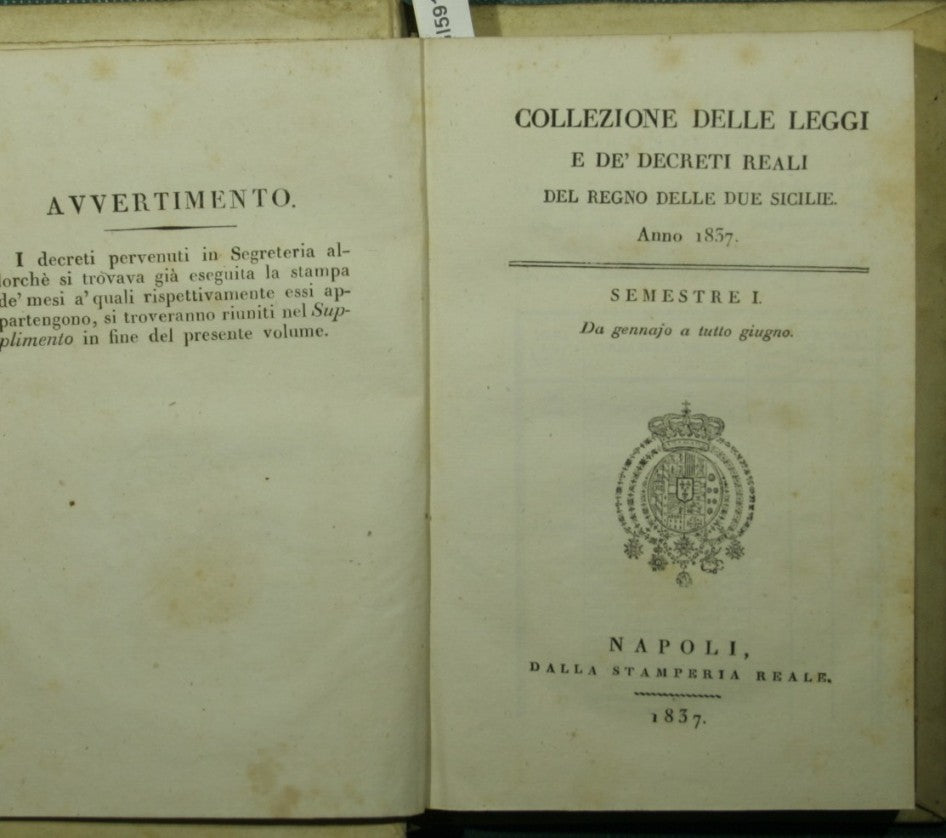 AVVERTIMENTO.
I decreti pervenuti in Segreteria al-
lorchè si trovava già eseguita la stampa
de' mesi a' quali rispettivamente essi ap-
partengono, si troveranno riuniti nel Sup-
plimento in fine del presente volume.
COLLEZIONE DELLE LEGGI
E DE' DECRETI REALI
DEL REGNO DELLE DUE SICILIE.
Anno 1837.
SEMESTRE I.
Da gennajo a tutto giugno.
NAPOLI,
DALLA STAMPERIA REALE.
1837.